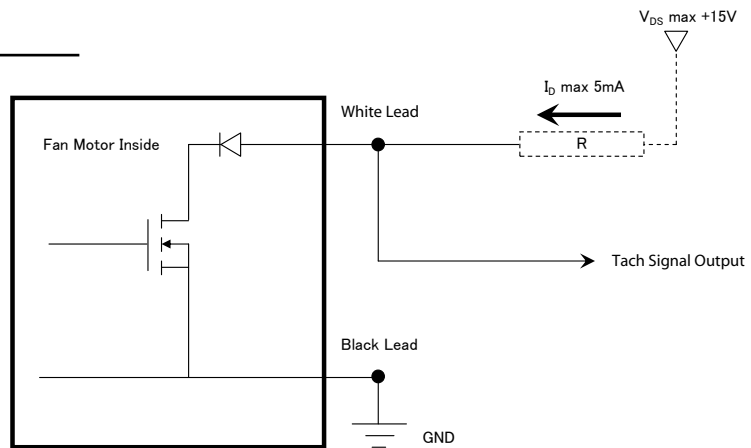 V_DS max +15V
I_D max 5mA
White Lead
Fan Motor Inside
R
Tach Signal Output
Black Lead
GND